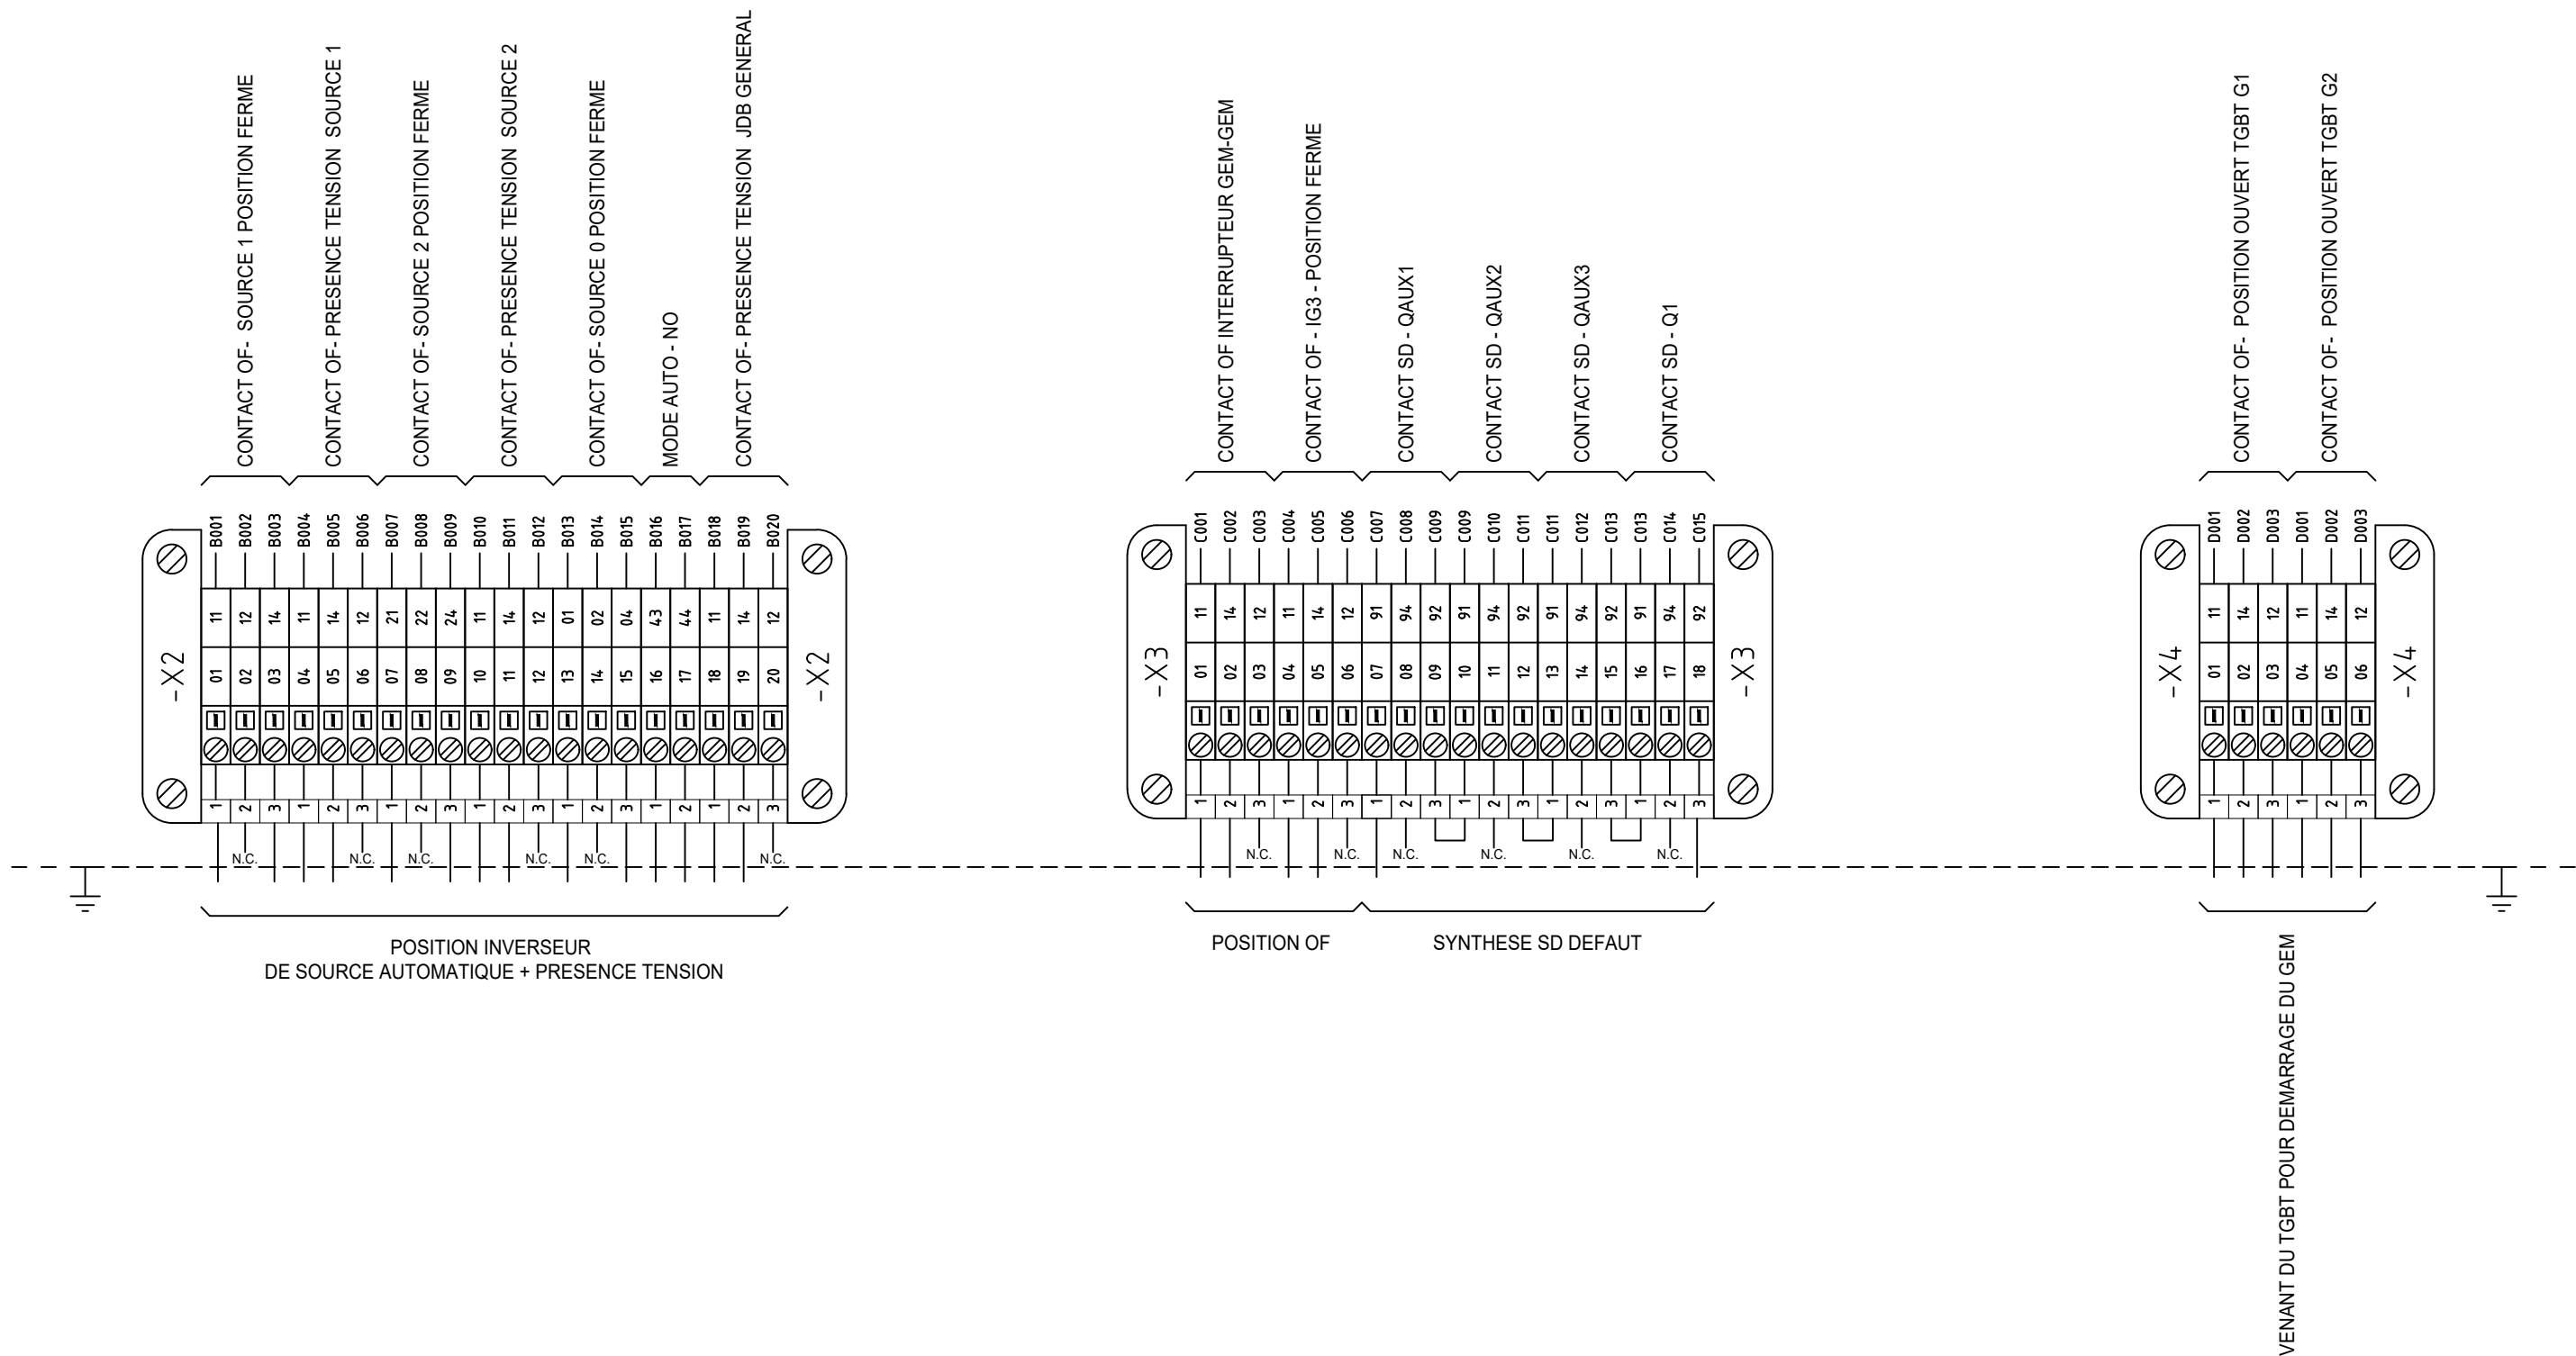 CONTACT OF- SOURCE 1 POSITION FERME
CONTACT OF- PRESENCE TENSION SOURCE 1
CONTACT OF- SOURCE 2 POSITION FERME
CONTACT OF- PRESENCE TENSION SOURCE 2
CONTACT OF- SOURCE 0 POSITION FERME
MODE AUTO - NO
CONTACT OF- PRESENCE TENSION JDB GENERAL
B001 B002 B003 B004 B005 B006 B007 B008 B009 B010 B011 B012 B013 B014 B015 B016 B017 B018 B019 B020
11 12 14 11 14 12 21 22 24 11 14 12 01 02 04 43 44 11 14 12
-X2
01 02 03 04 05 06 07 08 09 10 11 12 13 14 15 16 17 18 19 20
-X2
1 2 3 1 2 3 1 2 3 1 2 3 1 2 3 1 2 1 2 3
N.C. N.C. N.C. N.C. N.C. N.C.
POSITION INVERSEUR
DE SOURCE AUTOMATIQUE + PRESENCE TENSION
CONTACT OF INTERRUPTEUR GEM-GEM
CONTACT OF - IG3 - POSITION FERME
CONTACT SD - QAUX1
CONTACT SD - QAUX2
CONTACT SD - QAUX3
CONTACT SD - Q1
C001 C002 C003 C004 C005 C006 C007 C008 C009 C009 C010 C011 C011 C012 C013 C013 C014 C015
11 14 12 11 14 12 91 94 92 91 94 92 91 94 92 91 94 92
-X3
01 02 03 04 05 06 07 08 09 10 11 12 13 14 15 16 17 18
-X3
1 2 3 1 2 3 1 2 3 1 2 3 1 2 3 1 2 3
N.C. N.C. N.C. N.C. N.C. N.C.
POSITION OF
SYNTHESE SD DEFAUT
CONTACT OF- POSITION OUVERT TGBT G1
CONTACT OF- POSITION OUVERT TGBT G2
D001 D002 D003 D001 D002 D003
11 14 12 11 14 12
-X4
01 02 03 04 05 06
-X4
1 2 3 1 2 3
VENANT DU TGBT POUR DEMARRAGE DU GEM